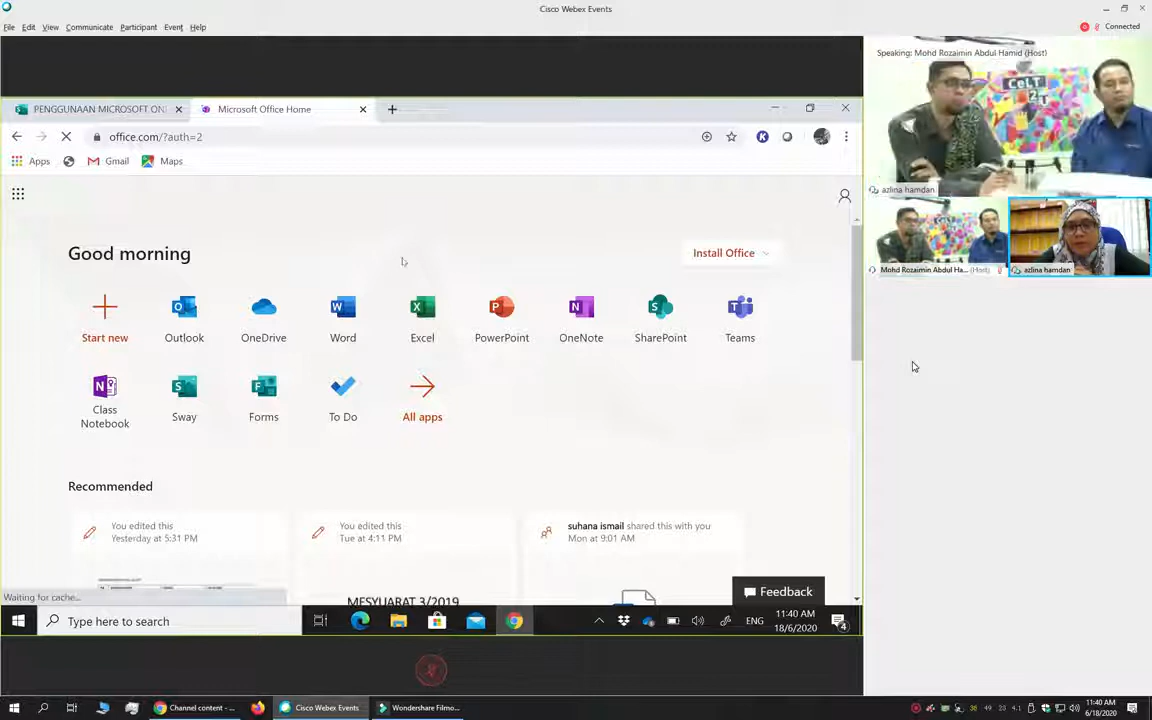 Cisco Webex Events
File Edit View Communicate Participant Event Help
Connected
Speaking: Mohd Rozaimin Abdul Hamid (Host)
CeLT
azlina hamdan
Mohd Rozaimin Abdul Ha... (Host)
azlina hamdan
PENGGUNAAN MICROSOFT ON
Microsoft Office Home
office.com/?auth=2
Apps
Gmail
Maps
Good morning
Install Office
Start new
Outlook
OneDrive
Word
Excel
PowerPoint
OneNote
SharePoint
Teams
Class
Notebook
Sway
Forms
To Do
All apps
Recommended
You edited this
Yesterday at 5:31 PM
You edited this
Tue at 4:11 PM
suhana ismail shared this with you
Mon at 9:01 AM
MESYUARAT 3/2019
Feedback
Waiting for cache...
Type here to search
ENG
11:40 AM
18/6/2020
4
Channel content - ...
Cisco Webex Events
Wondershare Filmo...
11:40 AM
6/18/2020